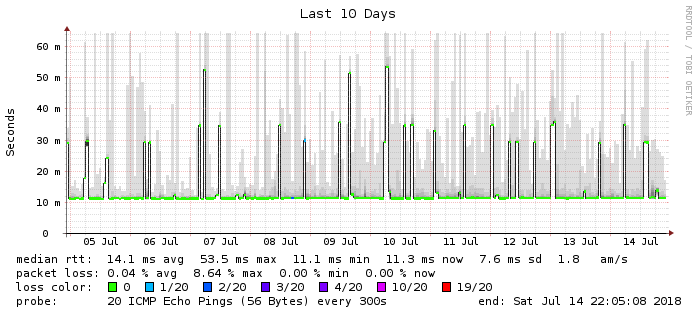 Last 10 Days
RRDTOOL / TOBI OETIKER
Seconds
60 m
50 m
40 m
30 m
20 m
10 m
0
05 Jul 06 Jul 07 Jul 08 Jul 09 Jul 10 Jul 11 Jul 12 Jul 13 Jul 14 Jul
median rtt: 14.1 ms avg 53.5 ms max 11.1 ms min 11.3 ms now 7.6 ms sd 1.8 am/s
packet loss: 0.04 % avg 8.64 % max 0.00 % min 0.00 % now
loss color: 0 1/20 2/20 3/20 4/20 10/20 19/20
probe: 20 ICMP Echo Pings (56 Bytes) every 300s end: Sat Jul 14 22:05:08 2018